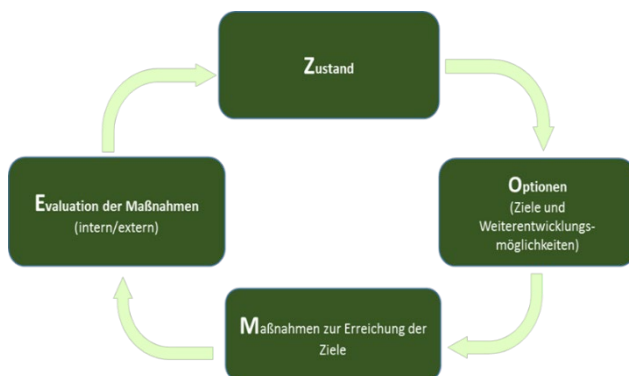 Zustand
Optionen
(Ziele und
Weiterentwicklungs-
möglichkeiten)
Maßnahmen zur Erreichung der
Ziele
Evaluation der Maßnahmen
(intern/extern)